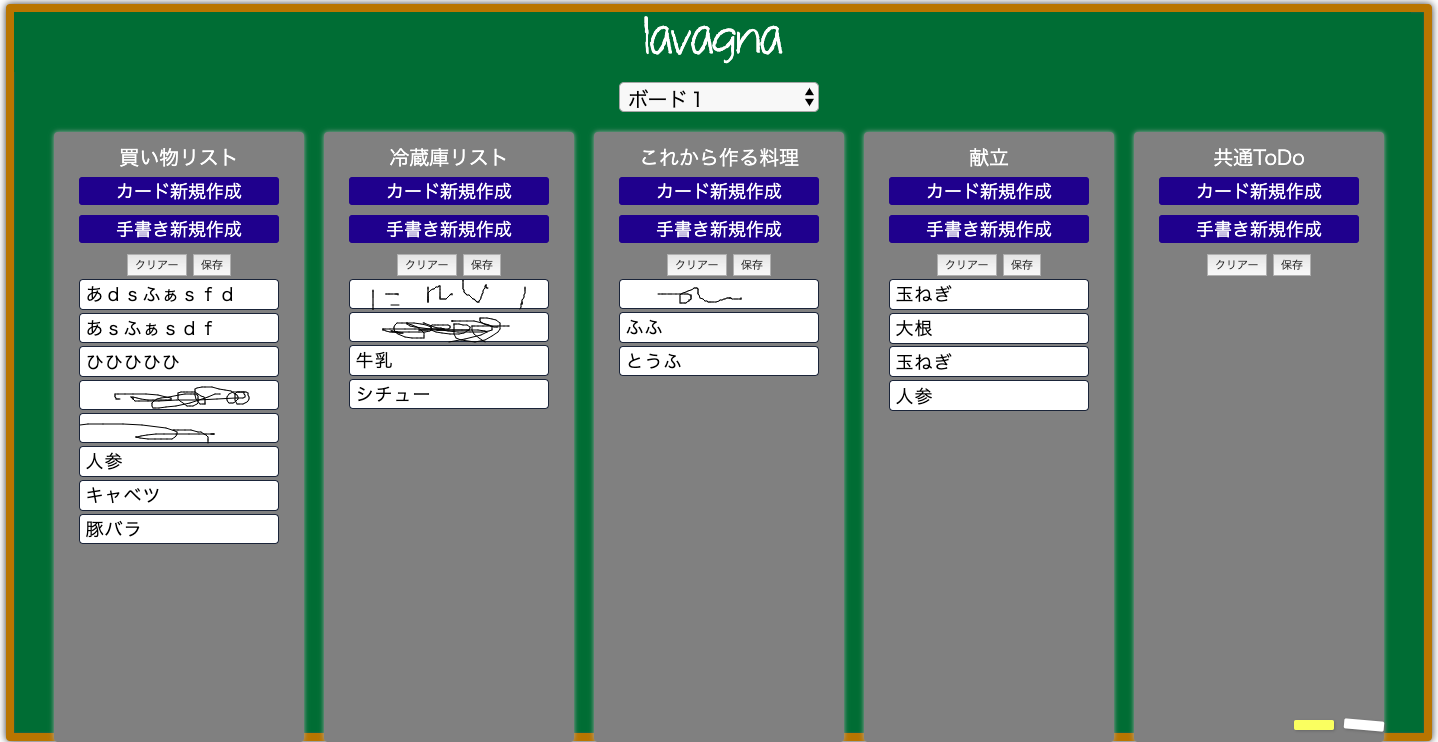 lavagna
ボード１
買い物リスト
カード新規作成
手書き新規作成
クリアー 保存
あｄｓふぁｓｆｄ
あｓふぁｓｄｆ
ひひひひひ
人参
キャベツ
豚バラ
冷蔵庫リスト
カード新規作成
手書き新規作成
クリアー 保存
牛乳
シチュー
これから作る料理
カード新規作成
手書き新規作成
クリアー 保存
ふふ
とうふ
献立
カード新規作成
手書き新規作成
クリアー 保存
玉ねぎ
大根
玉ねぎ
人参
共通ToDo
カード新規作成
手書き新規作成
クリアー 保存